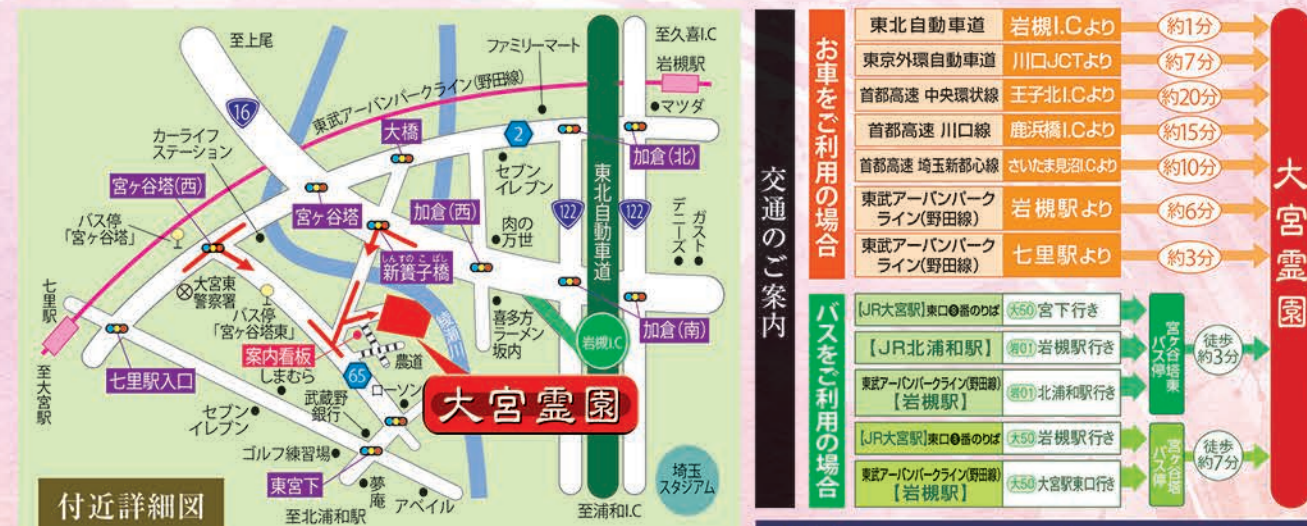 至上尾
ファミリーマート
至久喜I.C
岩槻駅
東武アーバンパークライン(野田線)
マツダ
16
大橋
2
カーライフ
ステーション
加倉(北)
セブン
イレブン
東北自動車道
宮ヶ谷塔(西)
宮ヶ谷塔
加倉(西)
122
122
ガスト
デニーズ
バス停
「宮ヶ谷塔」
肉の
万世
しんすのこばし
新簀子橋
大宮東
警察署
バス停
「宮ヶ谷塔東」
綾瀬川
七里駅
喜多方
ラーメン
坂内
岩槻I.C
加倉(南)
案内看板
農道
七里駅入口
しまむら
65
ローソン
武蔵野
銀行
大宮霊園
至大宮駅
セブン
イレブン
ゴルフ練習場
埼玉
スタジアム
東宮下
夢庵
アベイル
至北浦和駅
至浦和I.C
付近詳細図
交通のご案内
お車をご利用の場合
東北自動車道 岩槻I.Cより 約1分
東京外環自動車道 川口JCTより 約7分
首都高速 中央環状線 王子北I.Cより 約20分
首都高速 川口線 鹿浜橋I.Cより 約15分
首都高速 埼玉新都心線 さいたま見沼I.Cより 約10分
東武アーバンパーク
ライン(野田線) 岩槻駅より 約6分
東武アーバンパーク
ライン(野田線) 七里駅より 約3分
バスをご利用の場合
【JR大宮駅】東口番のりば 大50 宮下行き
【JR北浦和駅】 岩01 岩槻駅行き
東武アーバンパークライン(野田線)
【岩槻駅】 岩01 北浦和駅行き
宮ヶ谷塔東
バス停
徒歩
約3分
【JR大宮駅】東口番のりば 大50 岩槻駅行き
東武アーバンパークライン(野田線)
【岩槻駅】 大50 大宮駅東口行き
宮ヶ谷塔
バス停
徒歩
約7分
大宮霊園